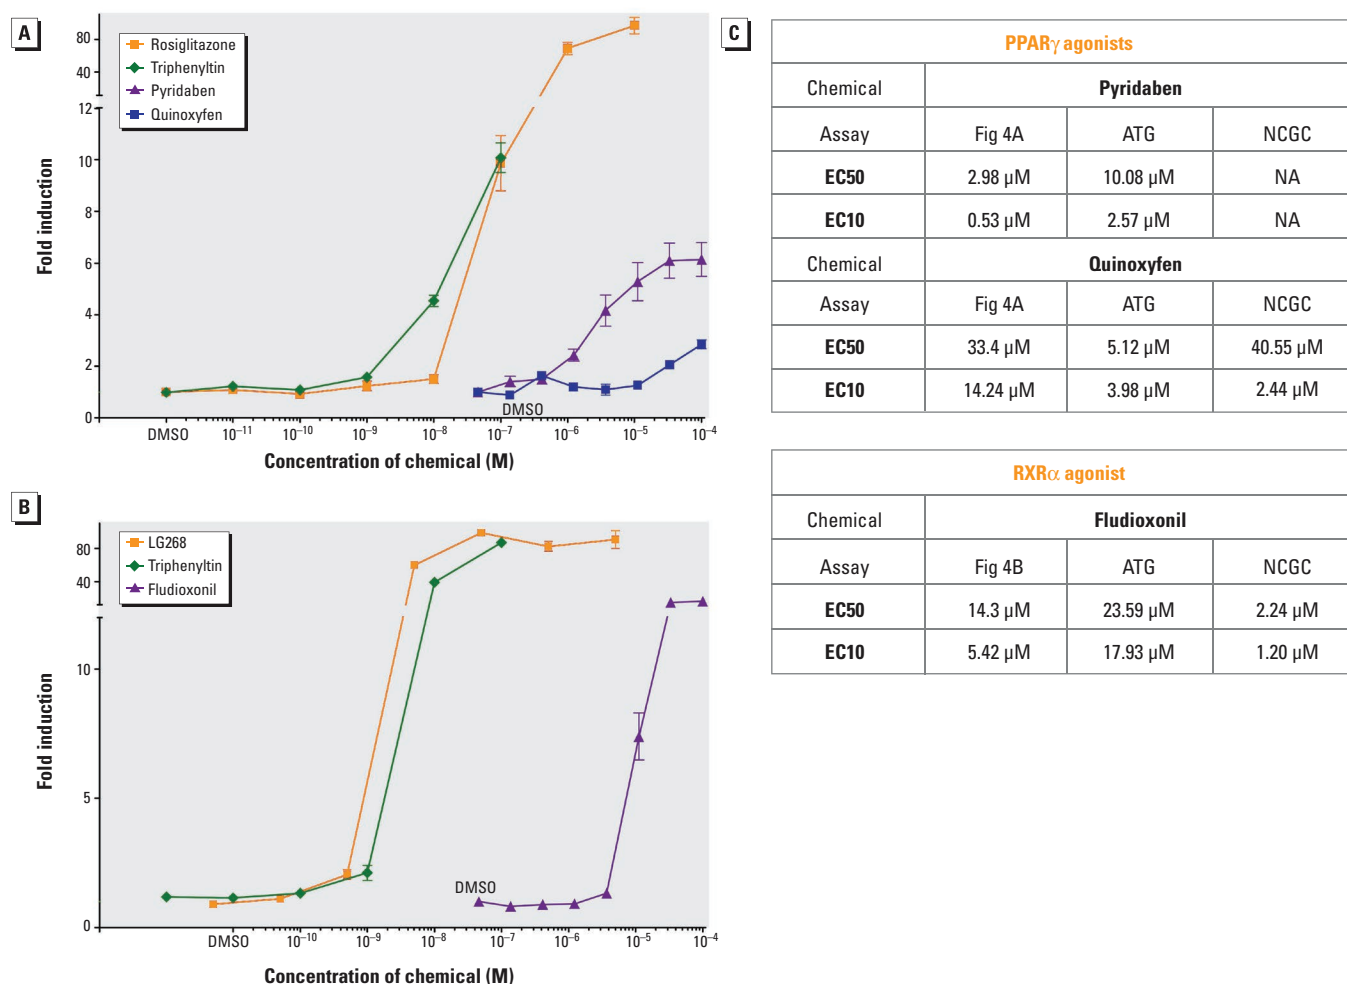 A
80
40
12
10
8
6
4
2
0
Fold induction
Rosiglitazone
Triphenyltin
Pyridaben
Quinoxyfen
DMSO
DMSO 10⁻¹¹ 10⁻¹⁰ 10⁻⁹ 10⁻⁸ 10⁻⁷ 10⁻⁶ 10⁻⁵ 10⁻⁴
Concentration of chemical (M)
B
80
40
10
5
0
Fold induction
LG268
Triphenyltin
Fludioxonil
DMSO
DMSO 10⁻¹⁰ 10⁻⁹ 10⁻⁸ 10⁻⁷ 10⁻⁶ 10⁻⁵ 10⁻⁴
Concentration of chemical (M)
C
PPARγ agonists
Chemical Pyridaben
Assay Fig 4A ATG NCGC
EC50 2.98 µM 10.08 µM NA
EC10 0.53 µM 2.57 µM NA
Chemical Quinoxyfen
Assay Fig 4A ATG NCGC
EC50 33.4 µM 5.12 µM 40.55 µM
EC10 14.24 µM 3.98 µM 2.44 µM
RXRα agonist
Chemical Fludioxonil
Assay Fig 4B ATG NCGC
EC50 14.3 µM 23.59 µM 2.24 µM
EC10 5.42 µM 17.93 µM 1.20 µM